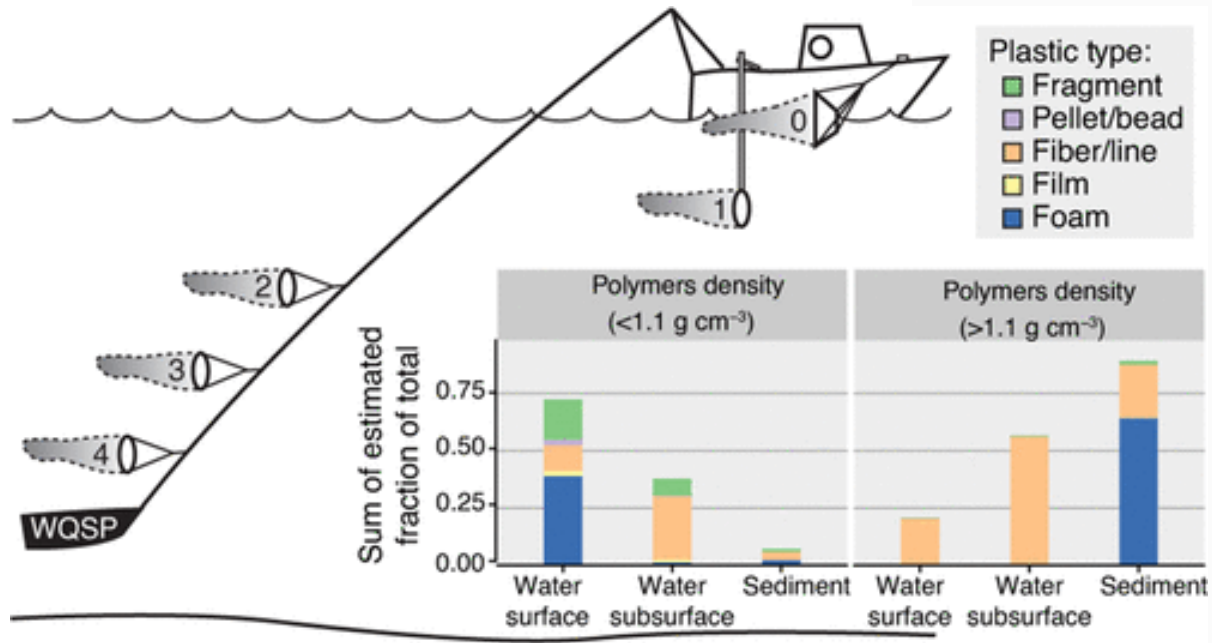 Plastic type:
Fragment
Pellet/bead
Fiber/line
Film
Foam
0
1
2
3
4
WQSP
Polymers density
(<1.1 g cm⁻³)
Polymers density
(>1.1 g cm⁻³)
Sum of estimated
fraction of total
0.75
0.50
0.25
0.00
Water
surface
Water
subsurface
Sediment
Water
surface
Water
subsurface
Sediment